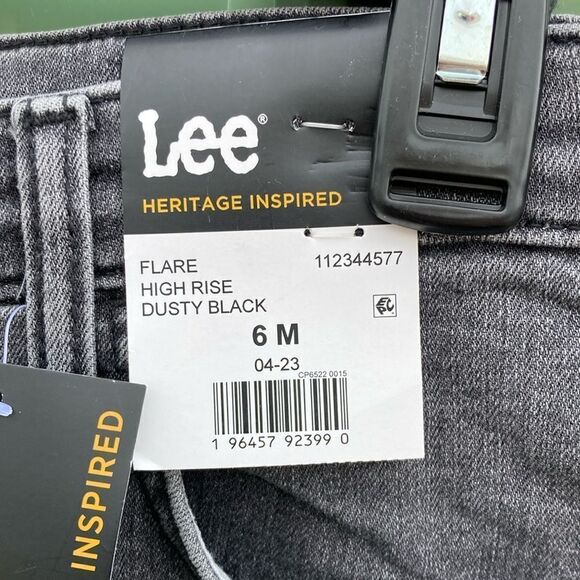 Lee®
HERITAGE INSPIRED
FLARE 112344577
HIGH RISE
DUSTY BLACK
6 M
04-23
CP6522 0015
1 96457 92399 0
INSPIRED